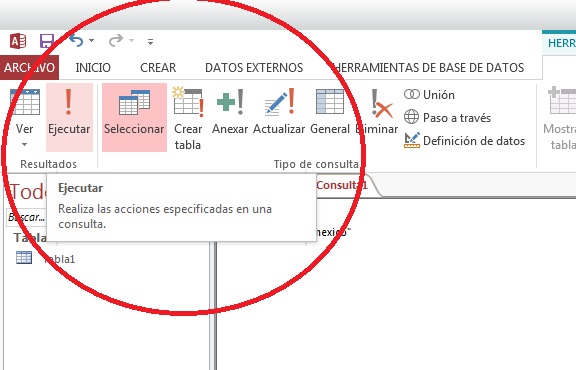 HERR
ARCHIVO INICIO CREAR DATOS EXTERNOS HERRAMIENTAS DE BASE DE DATOS
Ver Ejecutar Seleccionar Crear tabla Anexar Actualizar General Eliminar
Unión
Paso a través
Definición de datos
Mostrar
tabla
Resultados Tipo de consulta
Todo
Consulta1
Buscar...
Ejecutar
Realiza las acciones especificadas en una
consulta.
mexico"
Tabla
Tabla1